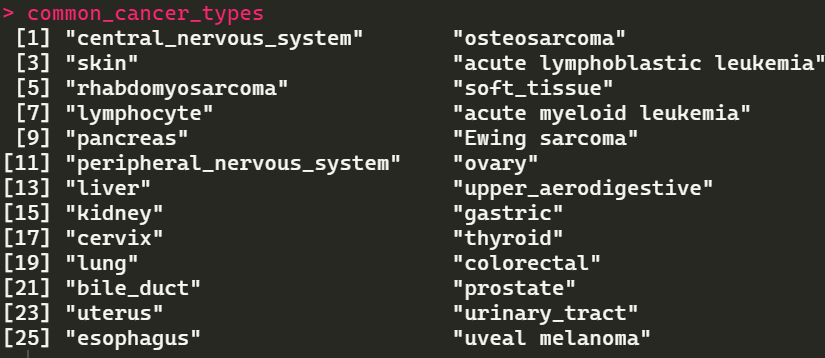 > common_cancer_types
 [1] "central_nervous_system"       "osteosarcoma"
 [3] "skin"                         "acute lymphoblastic leukemia"
 [5] "rhabdomyosarcoma"             "soft_tissue"
 [7] "lymphocyte"                   "acute myeloid leukemia"
 [9] "pancreas"                     "Ewing sarcoma"
[11] "peripheral_nervous_system"    "ovary"
[13] "liver"                        "upper_aerodigestive"
[15] "kidney"                       "gastric"
[17] "cervix"                       "thyroid"
[19] "lung"                         "colorectal"
[21] "bile_duct"                    "prostate"
[23] "uterus"                       "urinary_tract"
[25] "esophagus"                    "uveal melanoma"